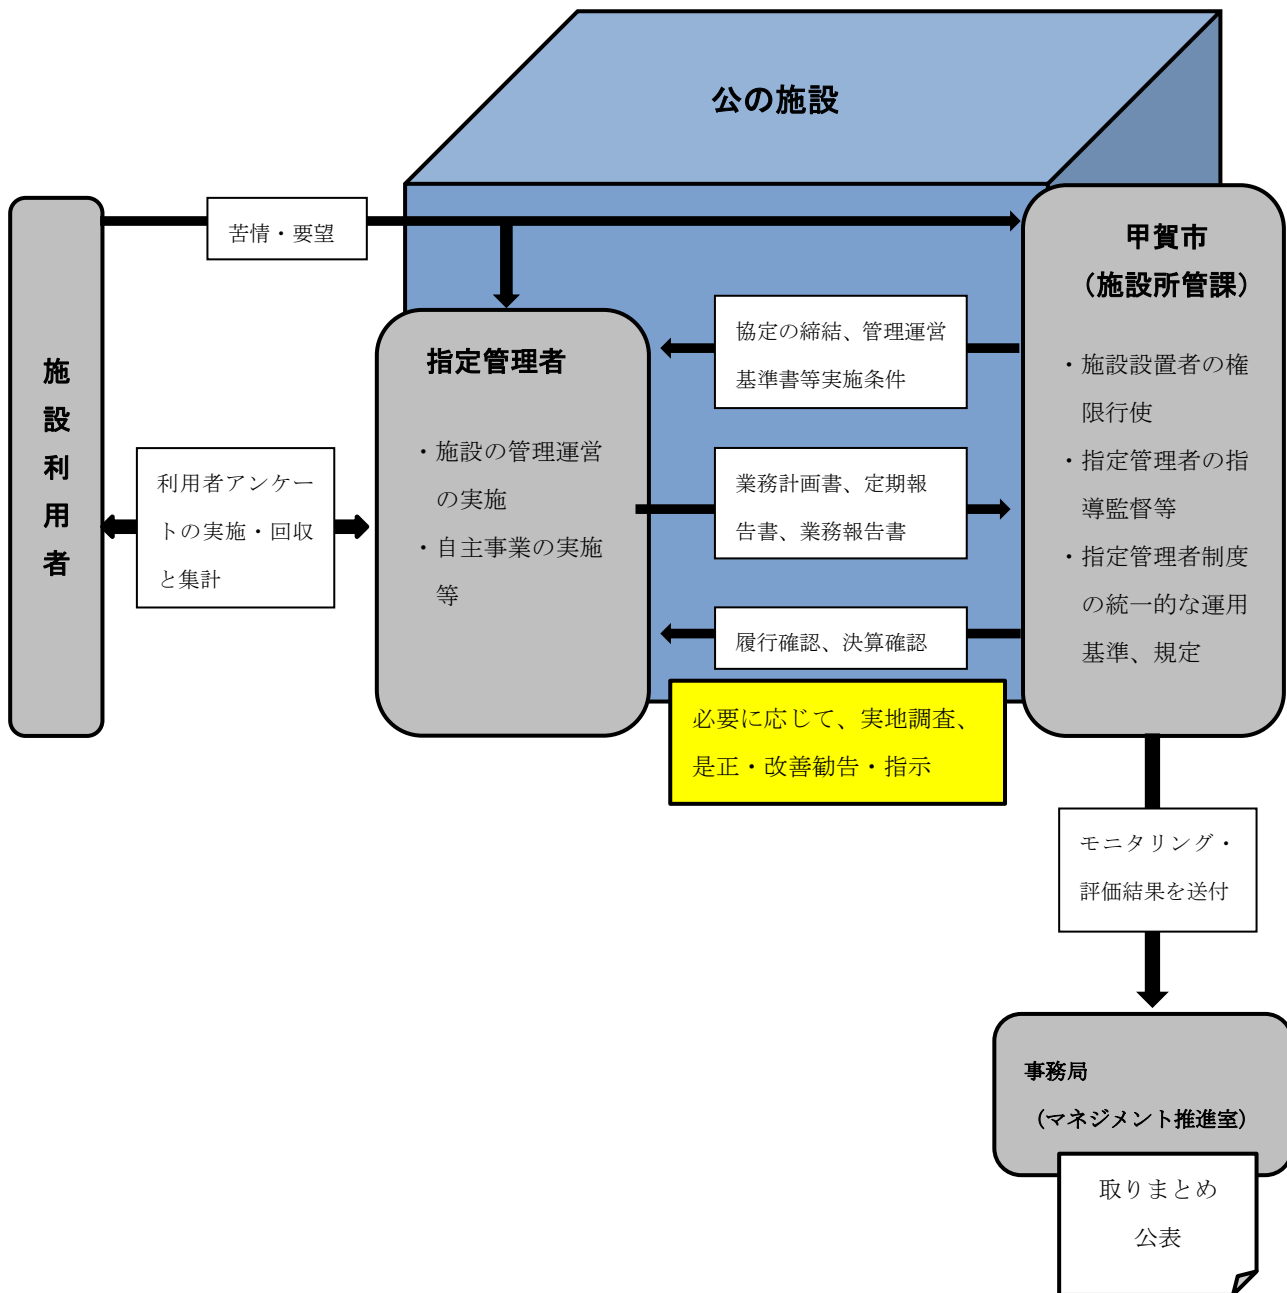 公の施設
苦情・要望
甲賀市
（施設所管課）
・施設設置者の権
限行使
・指定管理者の指
導監督等
・指定管理者制度
の統一的な運用
基準、規定
協定の締結、管理運営
基準書等実施条件
指定管理者
・施設の管理運営
の実施
・自主事業の実施
等
施設利用者
利用者アンケー
トの実施・回収
と集計
業務計画書、定期報
告書、業務報告書
履行確認、決算確認
必要に応じて、実地調査、
是正・改善勧告・指示
モニタリング・
評価結果を送付
事務局
（マネジメント推進室）
取りまとめ
公表